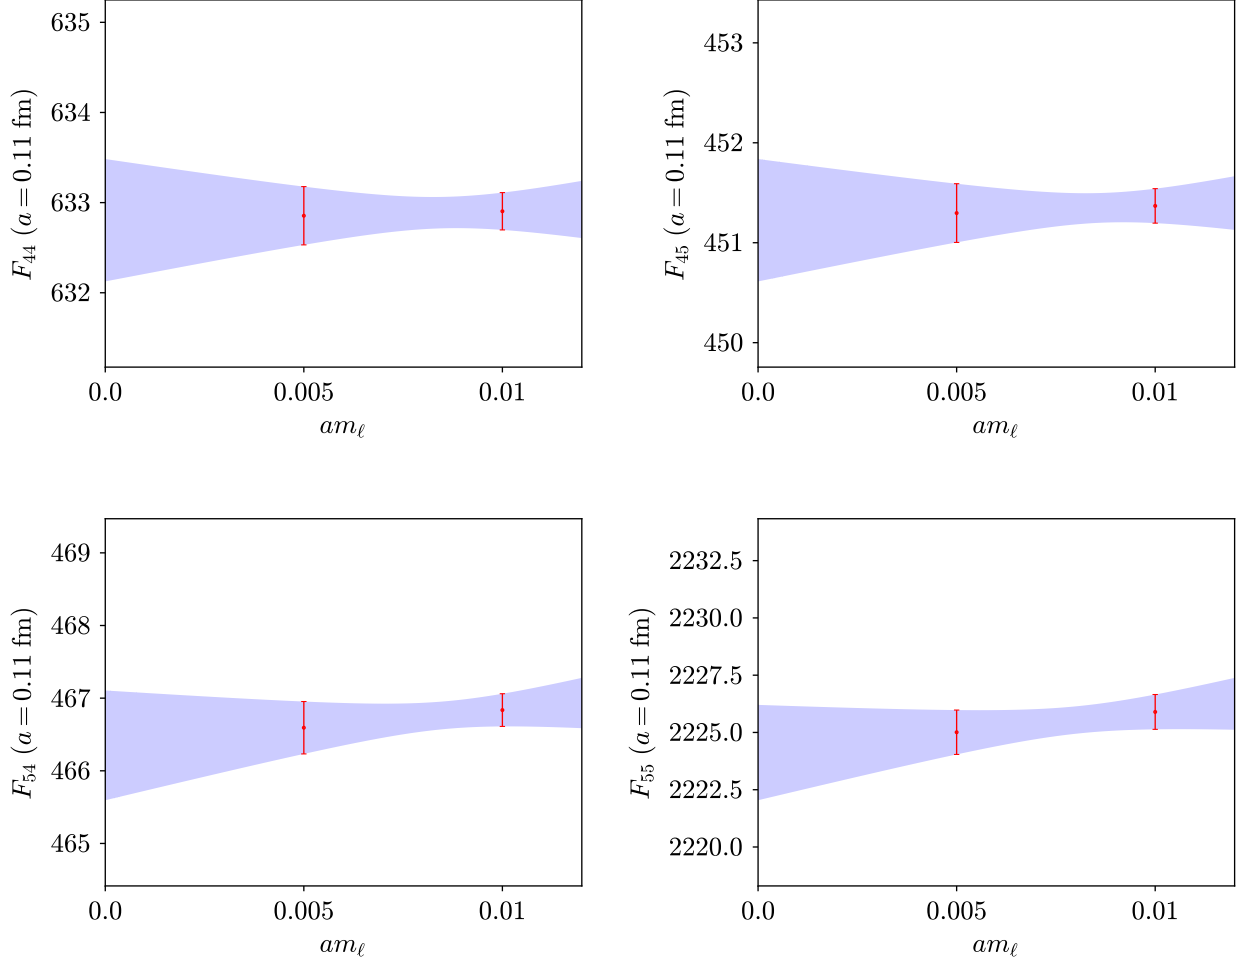 635
634
633
632
F₄₄ (a = 0.11 fm)
0.0 0.005 0.01
amℓ
453
452
451
450
F₄₅ (a = 0.11 fm)
0.0 0.005 0.01
amℓ
469
468
467
466
465
F₅₄ (a = 0.11 fm)
0.0 0.005 0.01
amℓ
2232.5
2230.0
2227.5
2225.0
2222.5
2220.0
F₅₅ (a = 0.11 fm)
0.0 0.005 0.01
amℓ